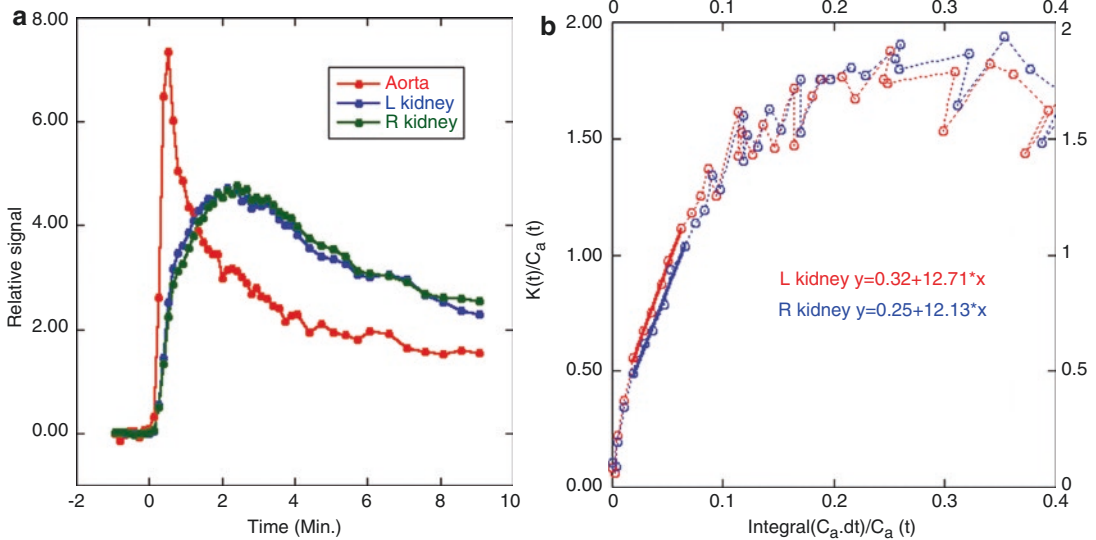 a
8.00
6.00
4.00
2.00
0.00
-2
0
2
4
6
8
10
Relative signal
Time (Min.)
Aorta
L kidney
R kidney
b
0
0.1
0.2
0.3
0.4
2.00
1.50
1.00
0.50
0.00
2
1.5
1
0.5
0
K(t)/Ca (t)
L kidney y=0.32+12.71*x
R kidney y=0.25+12.13*x
0
0.1
0.2
0.3
0.4
Integral(Ca.dt)/Ca (t)